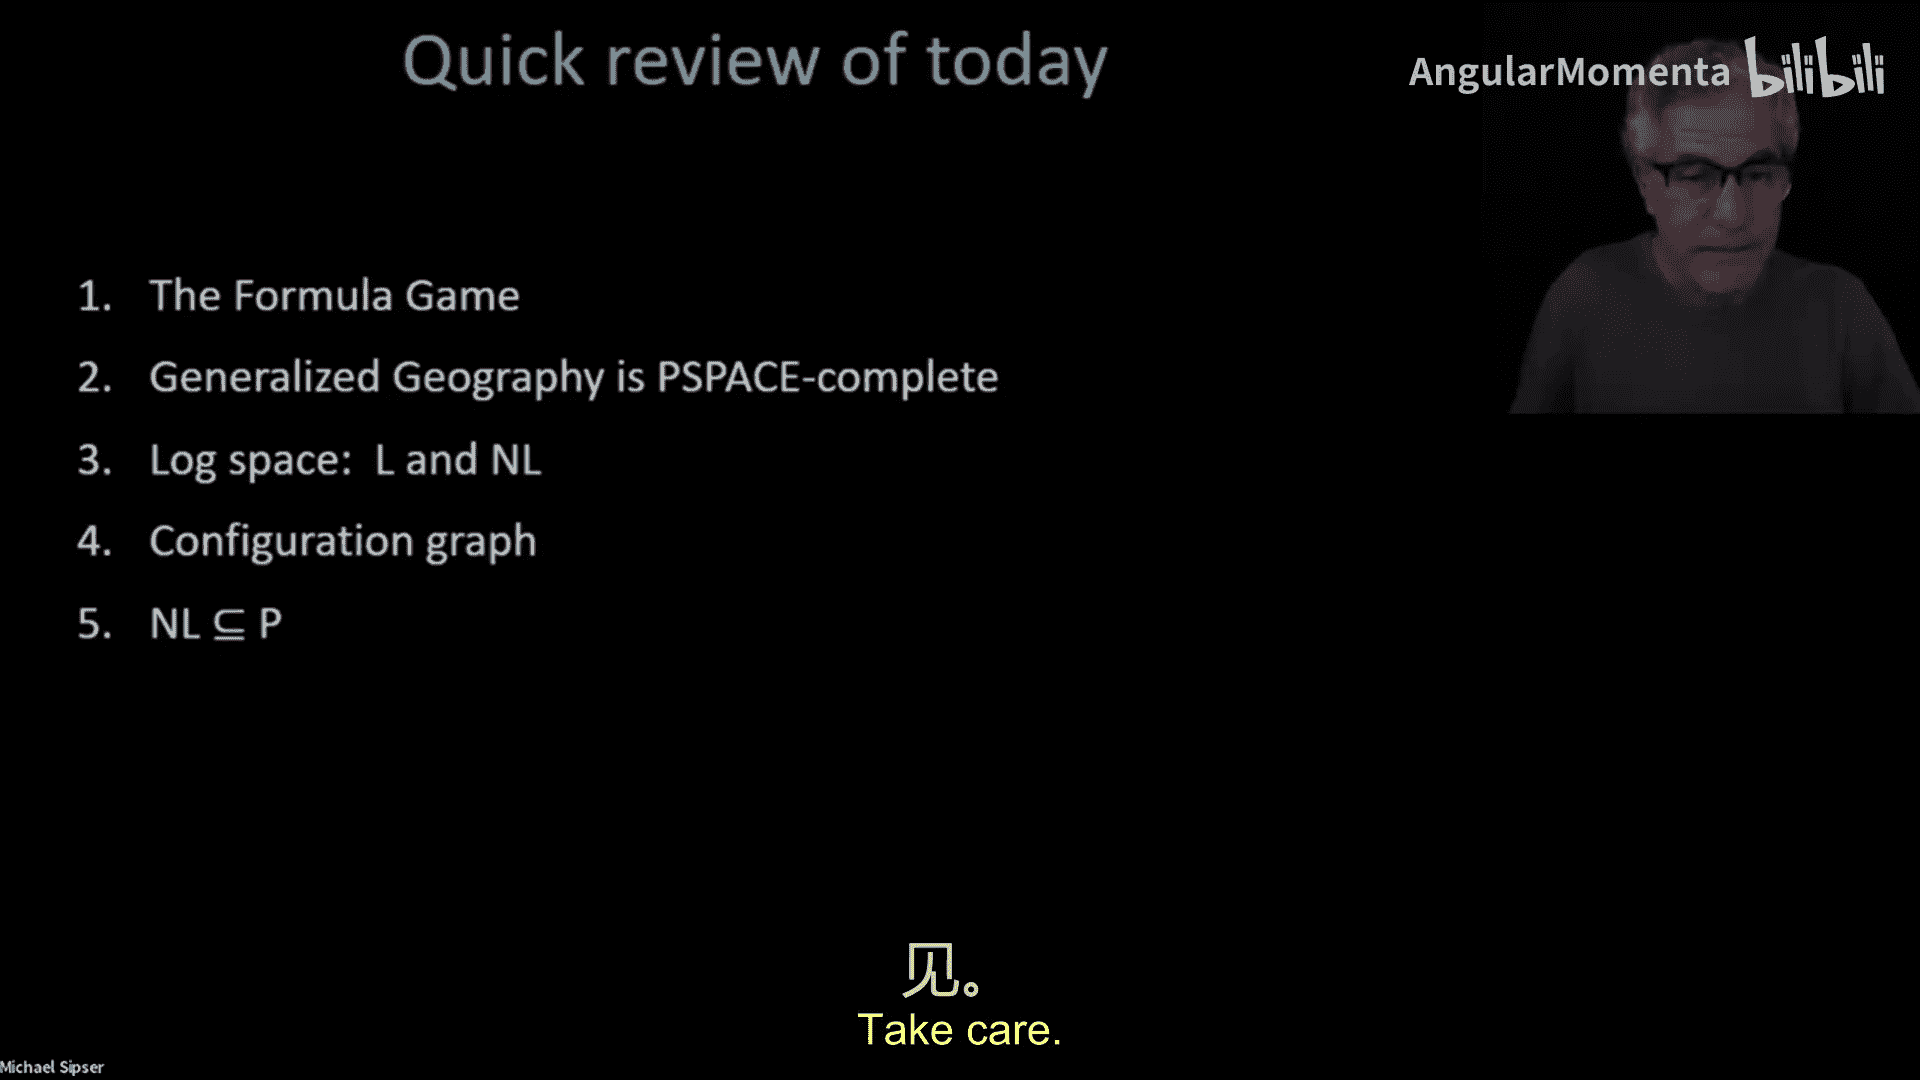 Quick review of today
AngularMomenta bilibili
1. The Formula Game
2. Generalized Geography is PSPACE-complete
3. Log space: L and NL
4. Configuration graph
5. NL ⊆ P
见。
Take care.
Michael Sipser